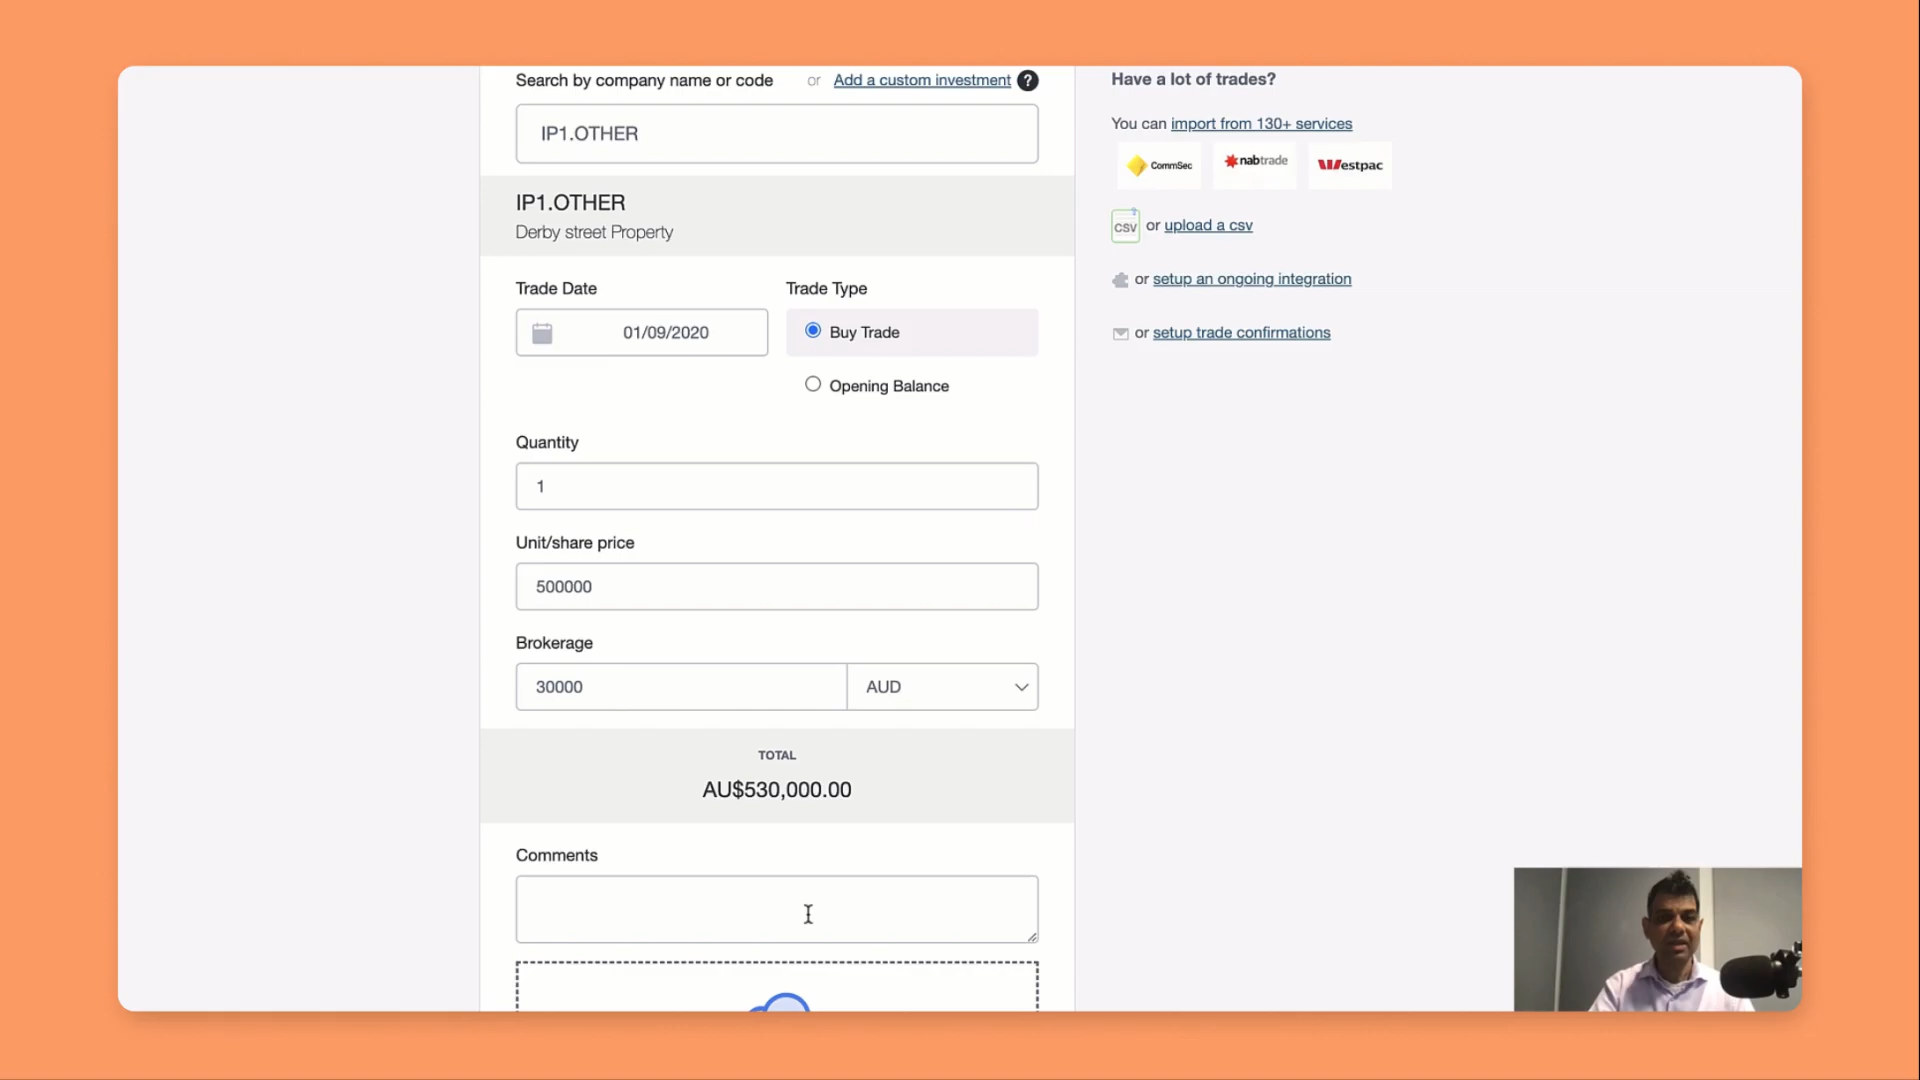 Search by company name or code or Add a custom investment ?
IP1.OTHER
IP1.OTHER
Derby street Property
Trade Date
01/09/2020
Trade Type
Buy Trade
Opening Balance
Quantity
1
Unit/share price
500000
Brokerage
30000
AUD
TOTAL
AU$530,000.00
Comments
Have a lot of trades?
You can import from 130+ services
CommSec
nabtrade
Westpac
CSV or upload a csv
or setup an ongoing integration
or setup trade confirmations